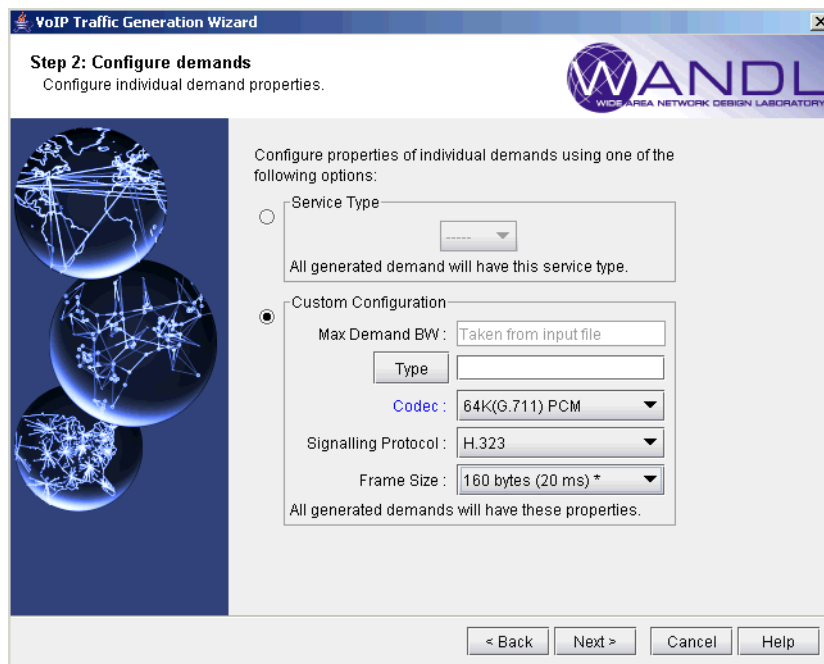 VoIP Traffic Generation Wizard
Step 2: Configure demands
Configure individual demand properties.
WANDL
WIDE AREA NETWORK DESIGN LABORATORY
Configure properties of individual demands using one of the
following options:
Service Type
-----
All generated demand will have this service type.
Custom Configuration
Max Demand BW : Taken from input file
Type
Codec : 64K(G.711) PCM
Signalling Protocol : H.323
Frame Size : 160 bytes (20 ms) *
All generated demands will have these properties.
< Back Next > Cancel Help